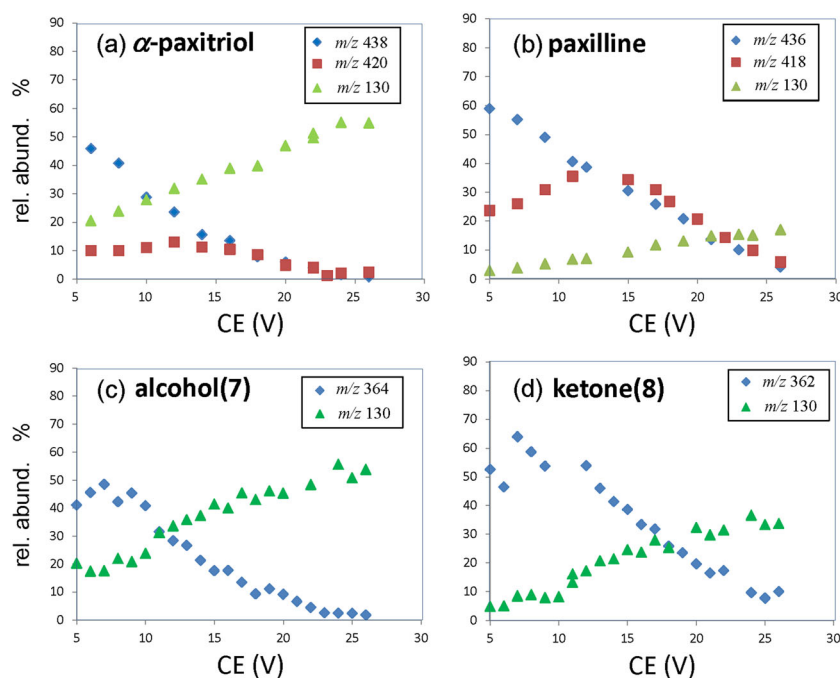 (a) α-paxitriol
m/z 438
m/z 420
m/z 130
rel. abund. %
90
80
70
60
50
40
30
20
10
0
5 10 15 20 25 30
CE (V)
(b) paxilline
m/z 436
m/z 418
m/z 130
90
80
70
60
50
40
30
20
10
0
5 10 15 20 25 30
CE (V)
(c) alcohol(7)
m/z 364
m/z 130
rel. abund. %
90
80
70
60
50
40
30
20
10
0
5 10 15 20 25 30
CE (V)
(d) ketone(8)
m/z 362
m/z 130
90
80
70
60
50
40
30
20
10
0
5 10 15 20 25 30
CE (V)